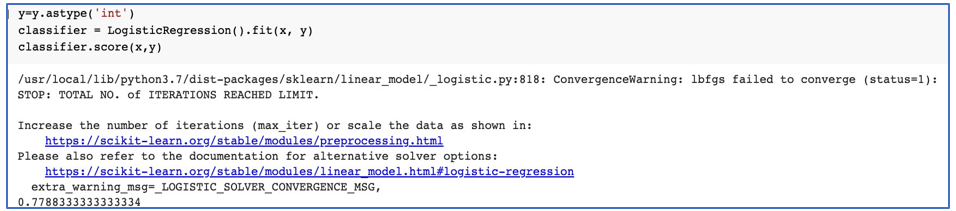 y=y.astype('int')
classifier = LogisticRegression().fit(x, y)
classifier.score(x,y)
/usr/local/lib/python3.7/dist-packages/sklearn/linear_model/_logistic.py:818: ConvergenceWarning: lbfgs failed to converge (status=1):
STOP: TOTAL NO. of ITERATIONS REACHED LIMIT.
Increase the number of iterations (max_iter) or scale the data as shown in:
https://scikit-learn.org/stable/modules/preprocessing.html
Please also refer to the documentation for alternative solver options:
https://scikit-learn.org/stable/modules/linear_model.html#logistic-regression
extra_warning_msg=_LOGISTIC_SOLVER_CONVERGENCE_MSG,
0.7788333333333334